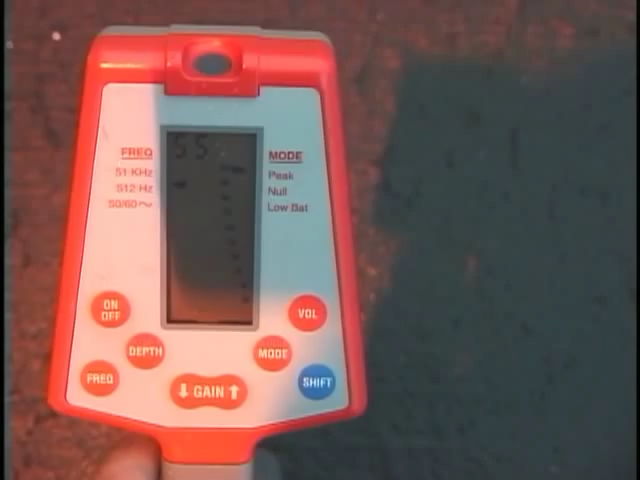 55
FREQ
51 KHz
512 Hz
50/60~
MODE
Peak
Null
Low Bat
ON
OFF
VOL
DEPTH
MODE
FREQ
↓ GAIN ↑
SHIFT